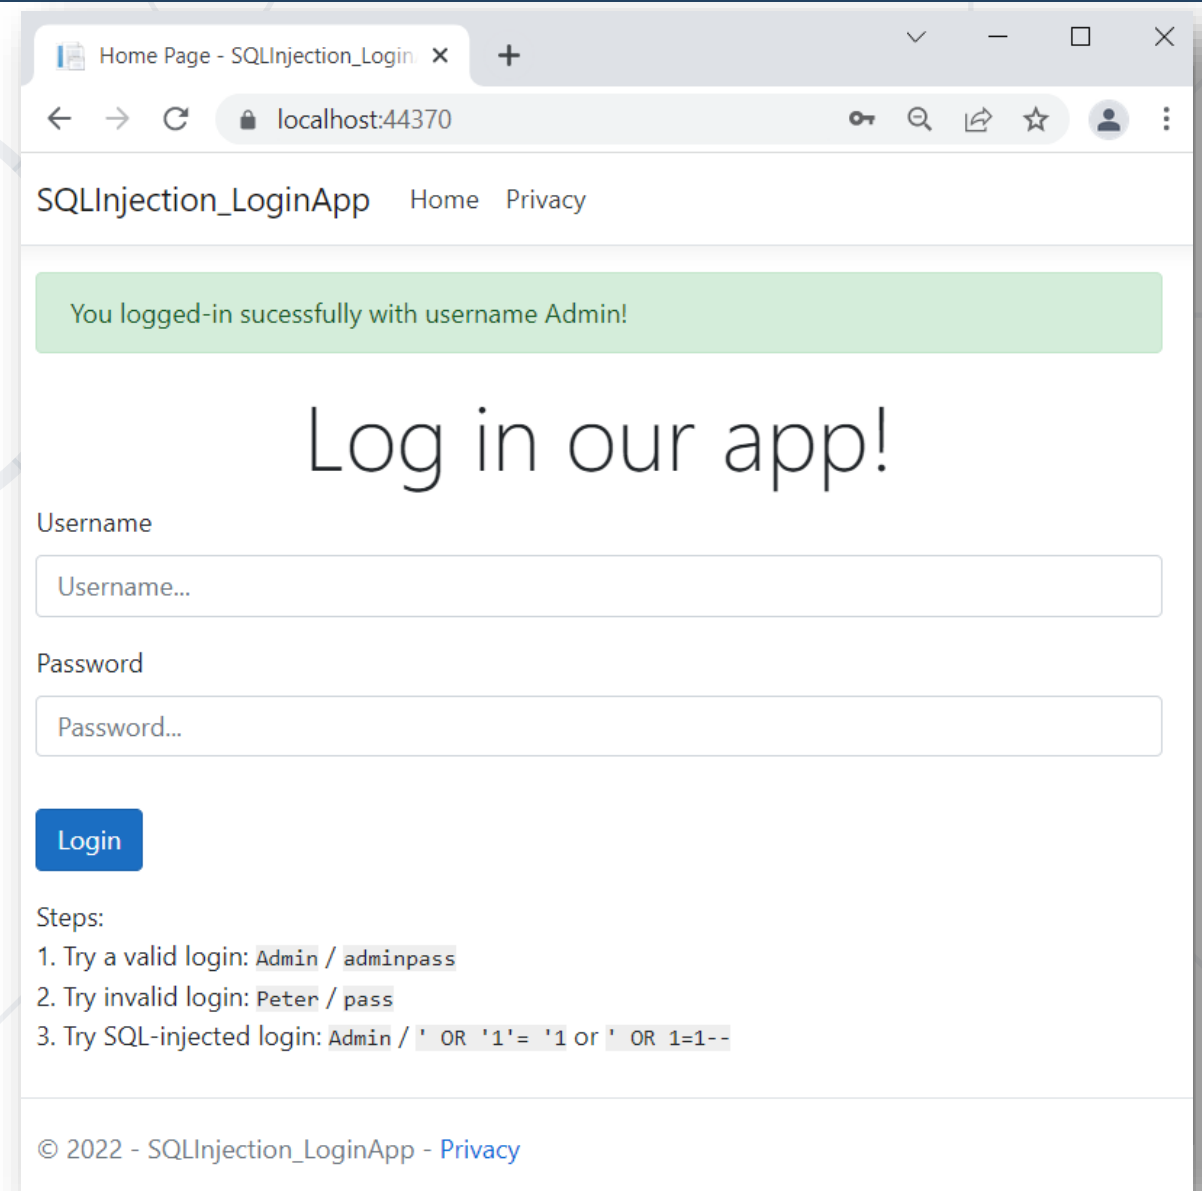 Home Page - SQLInjection_Login
localhost:44370
SQLInjection_LoginApp Home Privacy
You logged-in sucessfully with username Admin!
Log in our app!
Username
Username...
Password
Password...
Login
Steps:
1. Try a valid login: Admin / adminpass
2. Try invalid login: Peter / pass
3. Try SQL-injected login: Admin / ' OR '1'= '1 or ' OR 1=1--
© 2022 - SQLInjection_LoginApp - Privacy